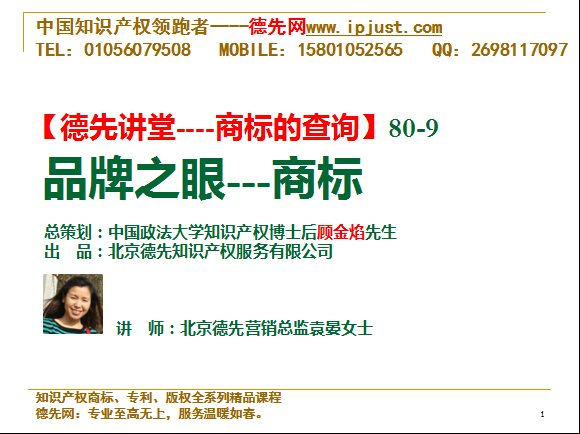 中国知识产权领跑者----德先网www.ipjust.com
TEL：01056079508 MOBILE：15801052565 QQ：2698117097
【德先讲堂----商标的查询】80-9
品牌之眼---商标
总策划：中国政法大学知识产权博士后顾金焰先生
出 品：北京德先知识产权服务有限公司
讲 师：北京德先营销总监袁晏女士
知识产权商标、专利、版权全系列精品课程
德先网：专业至高无上，服务温暖如春。
1